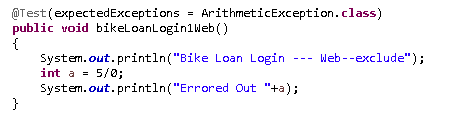 @Test(expectedExceptions = ArithmeticException.class)
public void bikeLoanLogin1Web()
{
    System.out.println("Bike Loan Login --- Web--exclude");
    int a = 5/0;
    System.out.println("Errored Out "+a);
}